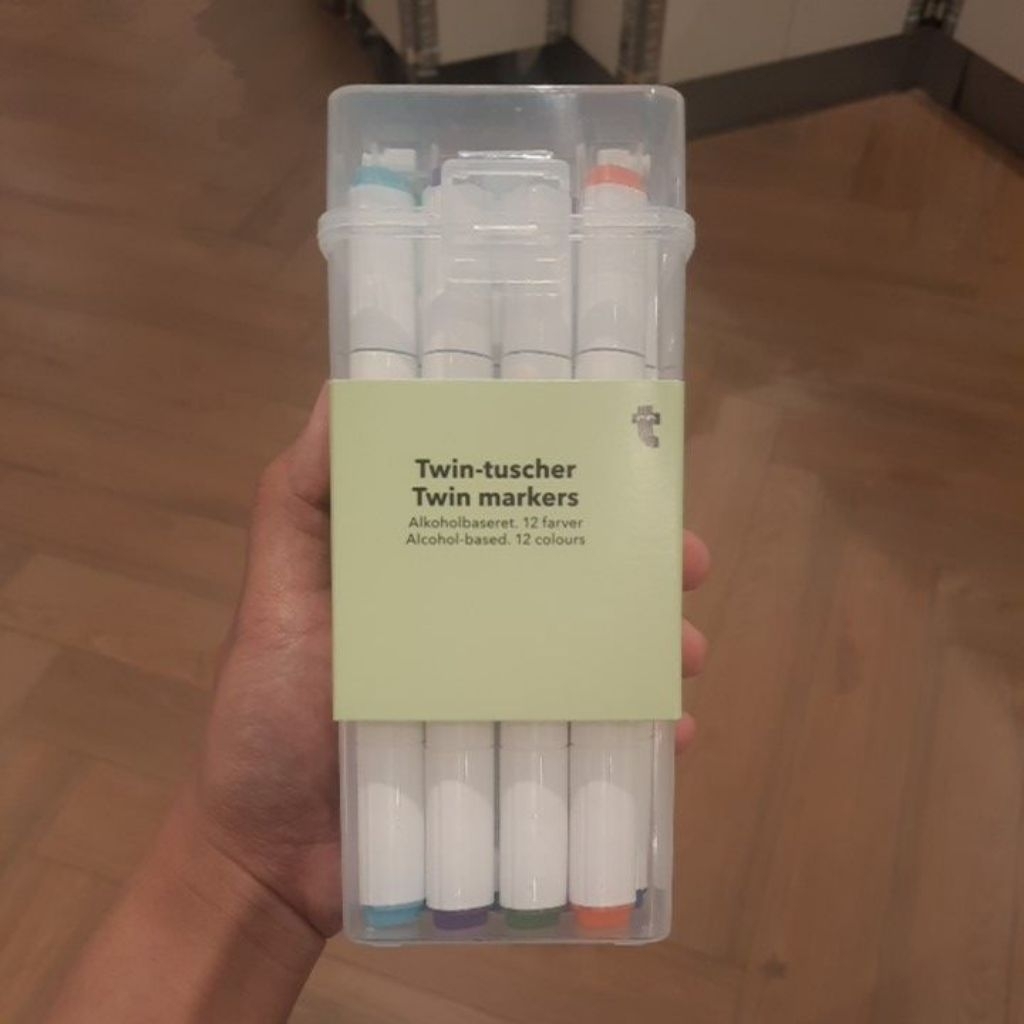 Twin-tuscher
Twin markers
Alkoholbaseret. 12 farver
Alcohol-based. 12 colours